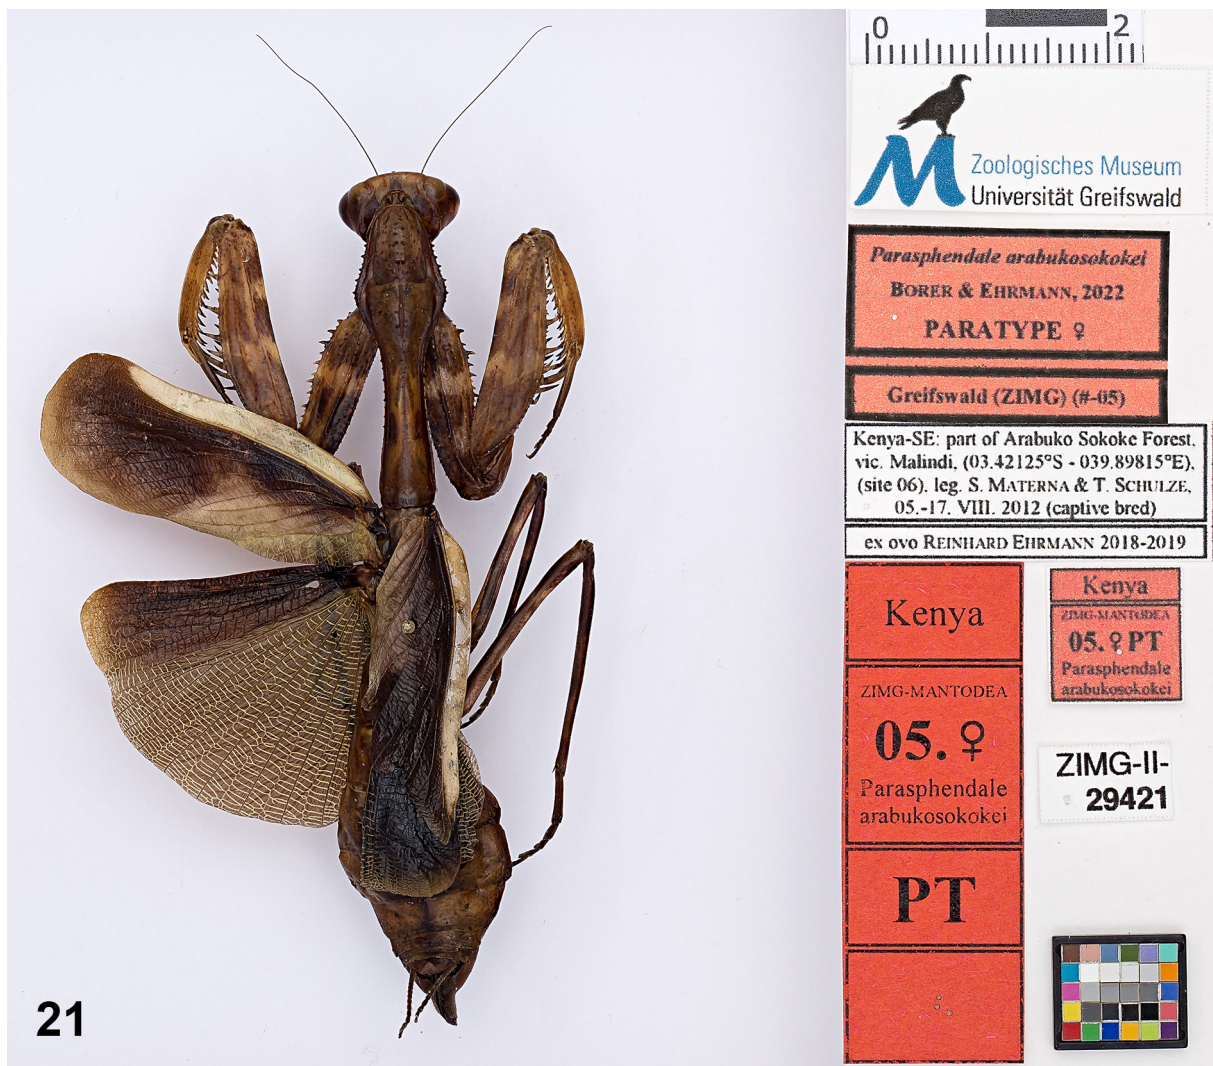 0 2
Zoologisches Museum
Universität Greifswald
Parasphendale arabukosokokei
BORER & EHRMANN, 2022
PARATYPE ♀
Greifswald (ZIMG) (#-05)
Kenya-SE: part of Arabuko Sokoke Forest,
vic. Malindi, (03.42125°S - 039.89815°E),
(site 06), leg. S. MATERNA & T. SCHULZE,
05.-17. VIII. 2012 (captive bred)
ex ovo REINHARD EHRMANN 2018-2019
Kenya
ZIMG-MANTODEA
05. ♀
Parasphendale
arabukosokokei
PT
Kenya
ZIMG-MANTODEA
05. ♀ PT
Parasphendale
arabukosokokei
ZIMG-II-
29421
21